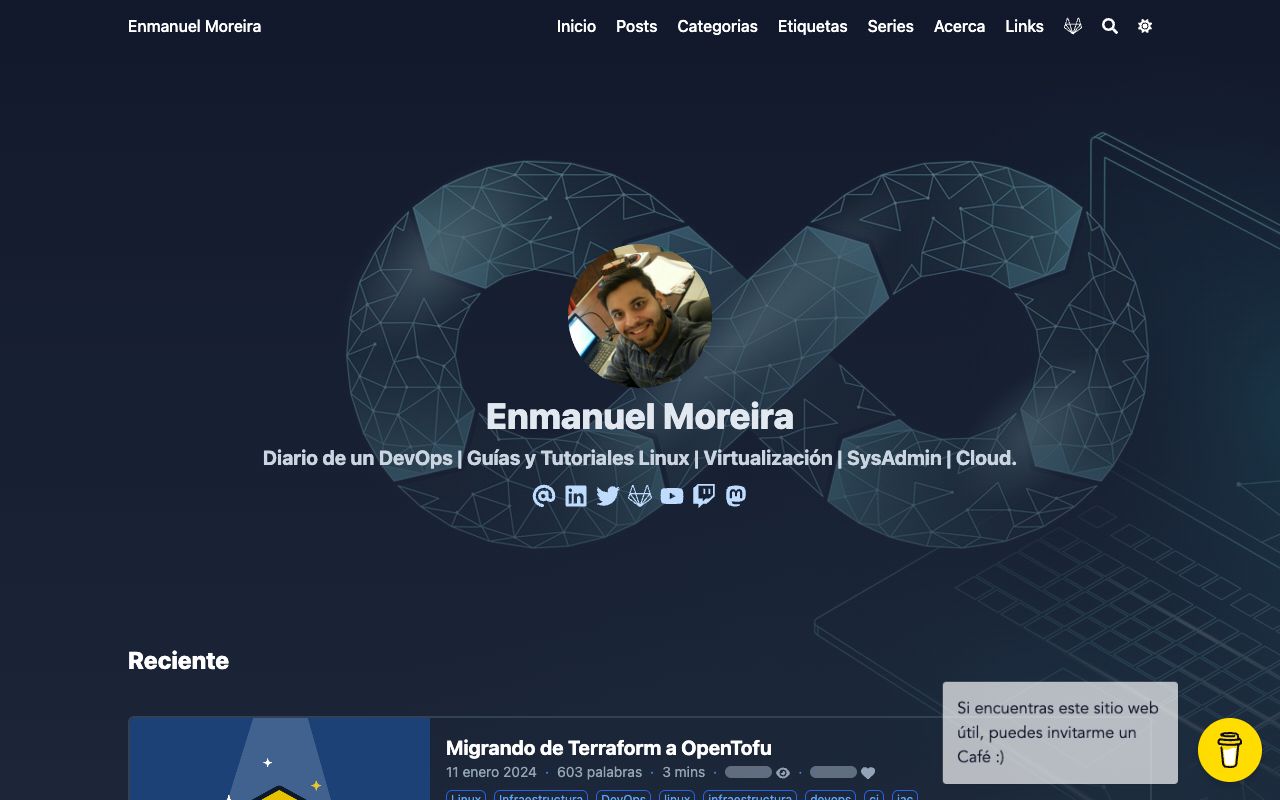 Enmanuel Moreira
Inicio Posts Categorias Etiquetas Series Acerca Links
Enmanuel Moreira
Diario de un DevOps | Guías y Tutoriales Linux | Virtualización | SysAdmin | Cloud.
Reciente
Migrando de Terraform a OpenTofu
11 enero 2024 · 603 palabras · 3 mins · ·
Linux Infraestructura DevOps linux infraestructura devops ci iac
Si encuentras este sitio web
útil, puedes invitarme un
Café :)